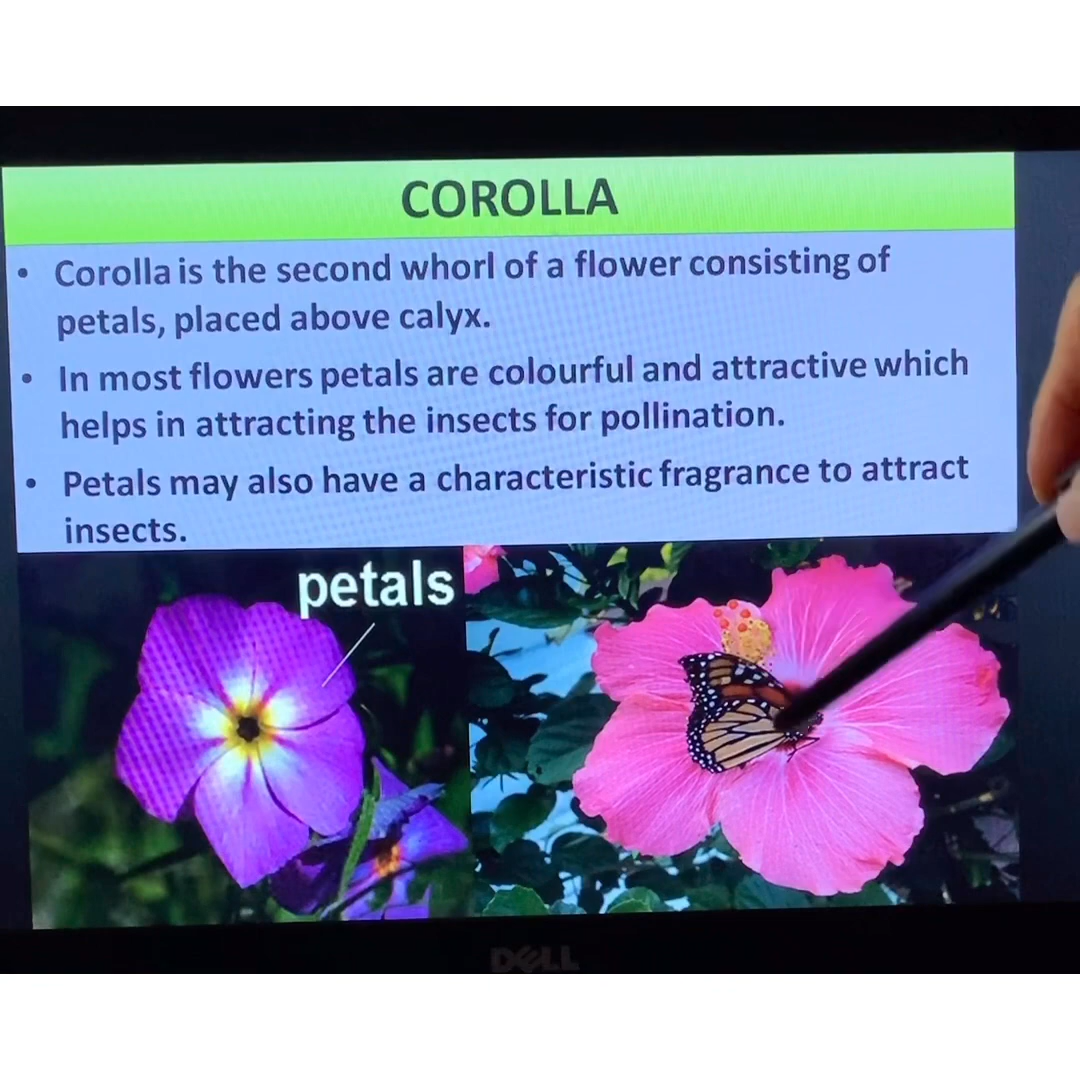 COROLLA
• Corolla is the second whorl of a flower consisting of
petals, placed above calyx.
• In most flowers petals are colourful and attractive which
helps in attracting the insects for pollination.
• Petals may also have a characteristic fragrance to attract
insects.
petals
DELL